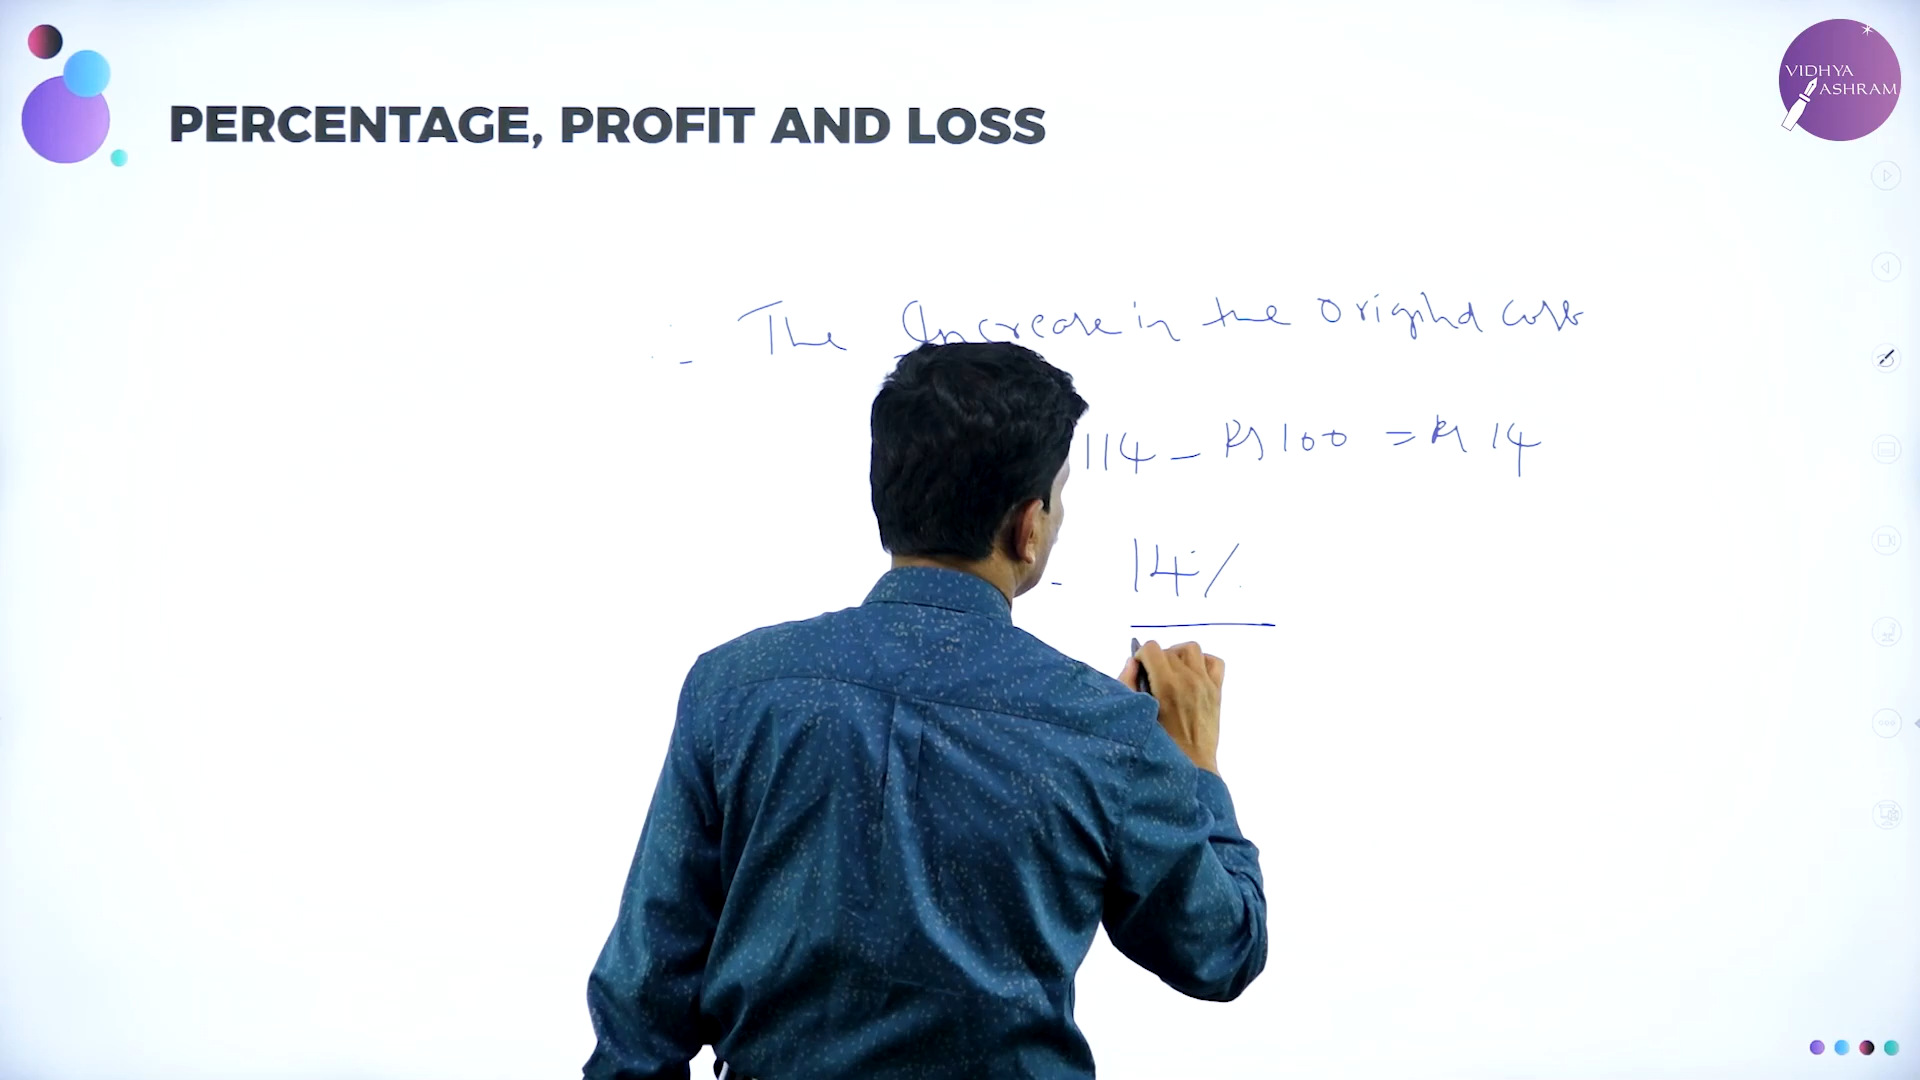 VIDHYA
ASHRAM
PERCENTAGE, PROFIT AND LOSS
The Increase in the Original cost
114 - Rs 100 = Rs 14
14%